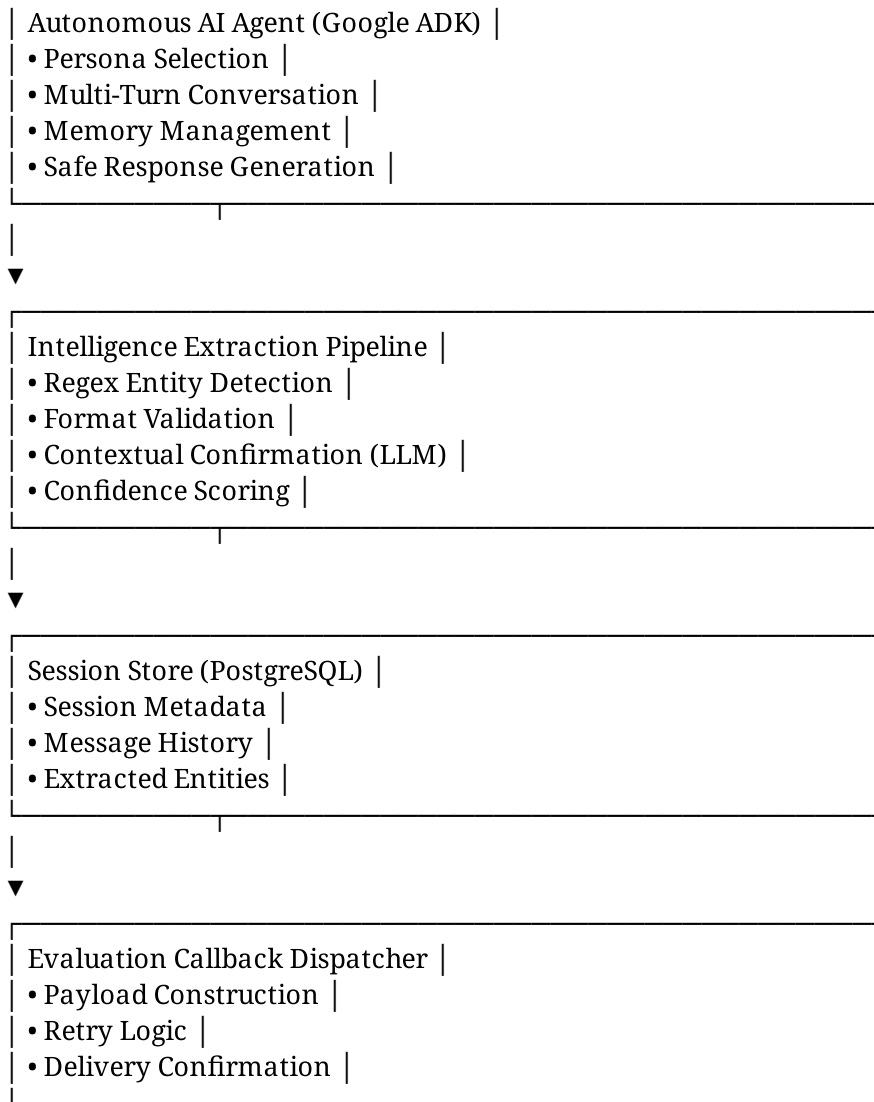 │ Autonomous AI Agent (Google ADK) │
│ • Persona Selection │
│ • Multi-Turn Conversation │
│ • Memory Management │
│ • Safe Response Generation │
└─────────────┬──────────────────────────────────────────
│
▼
┌────────────────────────────────────────────────────────
│ Intelligence Extraction Pipeline │
│ • Regex Entity Detection │
│ • Format Validation │
│ • Contextual Confirmation (LLM) │
│ • Confidence Scoring │
└─────────────┬──────────────────────────────────────────
│
▼
┌────────────────────────────────────────────────────────
│ Session Store (PostgreSQL) │
│ • Session Metadata │
│ • Message History │
│ • Extracted Entities │
└─────────────┬──────────────────────────────────────────
│
▼
┌────────────────────────────────────────────────────────
│ Evaluation Callback Dispatcher │
│ • Payload Construction │
│ • Retry Logic │
│ • Delivery Confirmation │